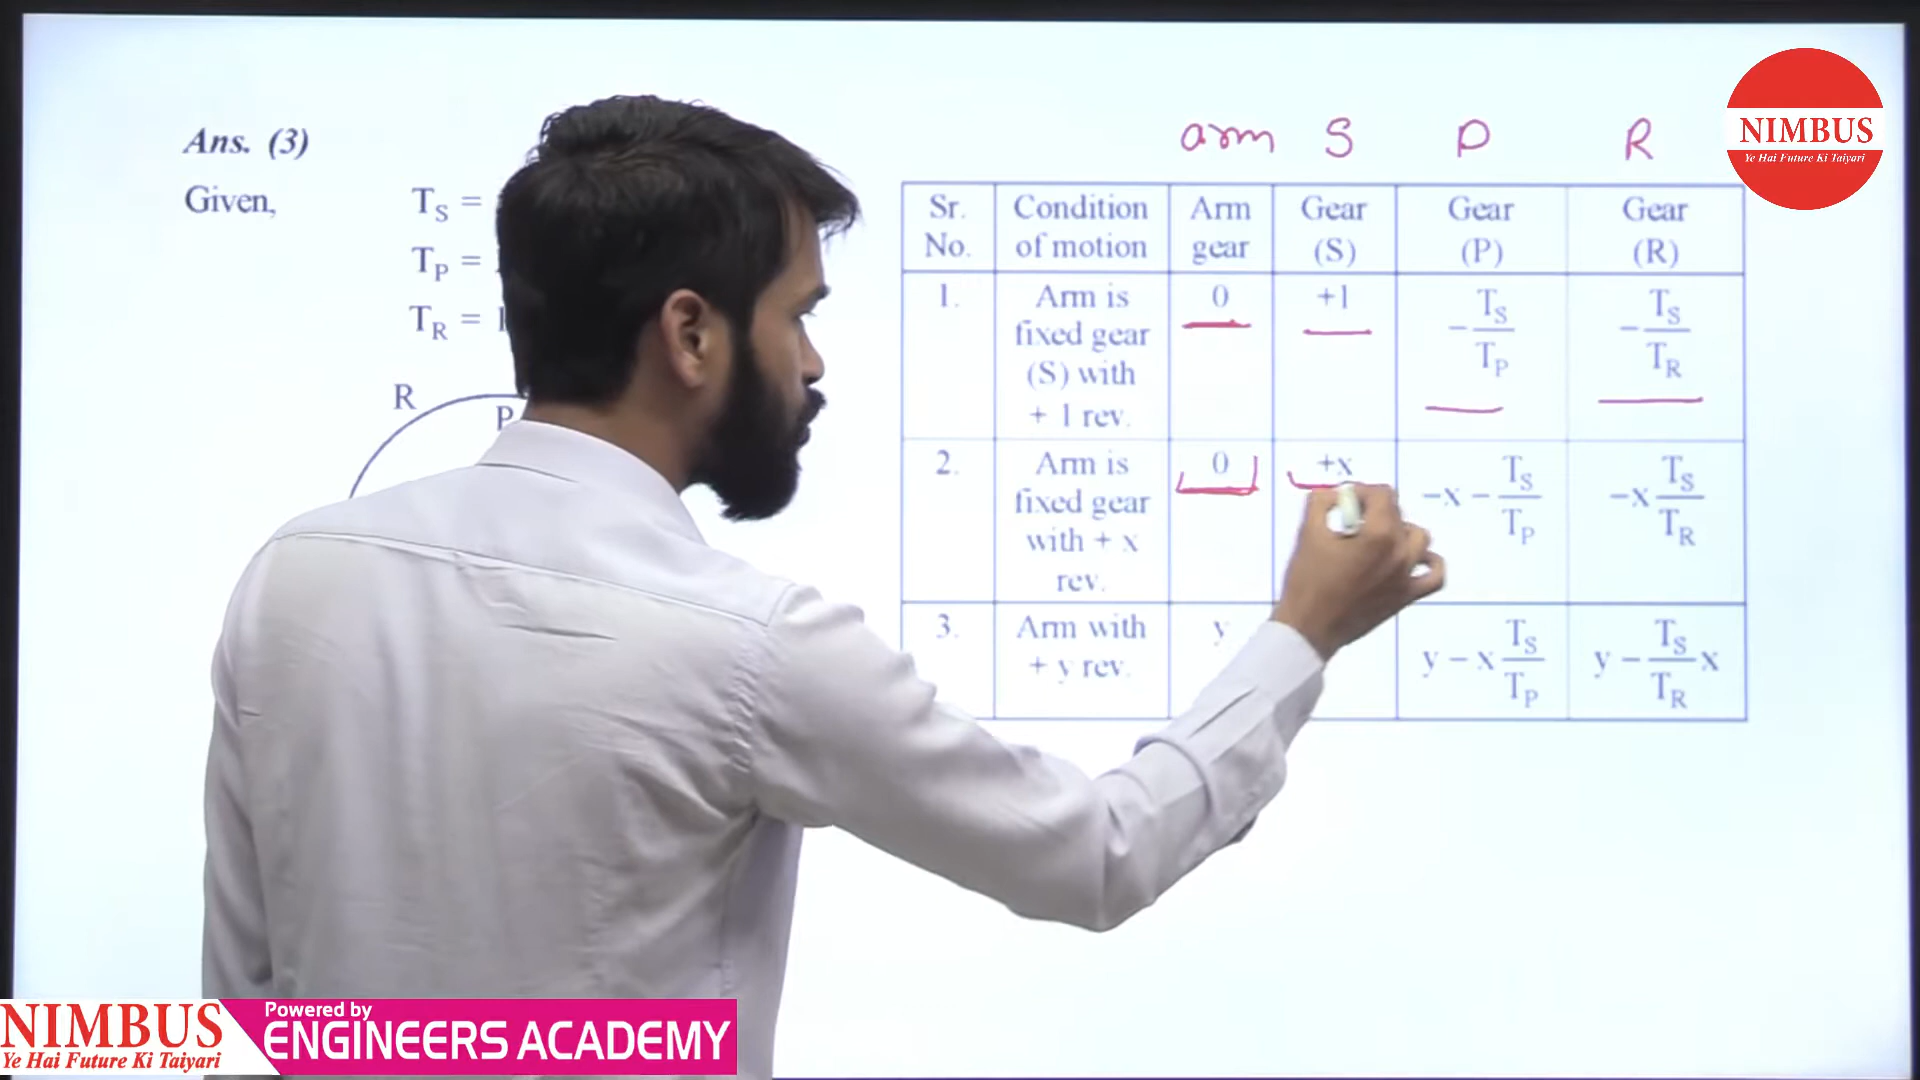 Ans. (3)
Given,
T_S =
T_P =
T_R = 1
R
P
arm S P R
Sr. No. Condition of motion Arm gear Gear (S) Gear (P) Gear (R)
1. Arm is fixed gear (S) with + 1 rev. 0 +1 -T_S/T_P -T_S/T_R
2. Arm is fixed gear with + x rev. 0 +x -x - T_S/T_P -x T_S/T_R
3. Arm with + y rev. y y - x T_S/T_P y - T_S/T_R x
NIMBUS
Ye Hai Future Ki Taiyari
NIMBUS
Ye Hai Future Ki Taiyari
Powered by
ENGINEERS ACADEMY